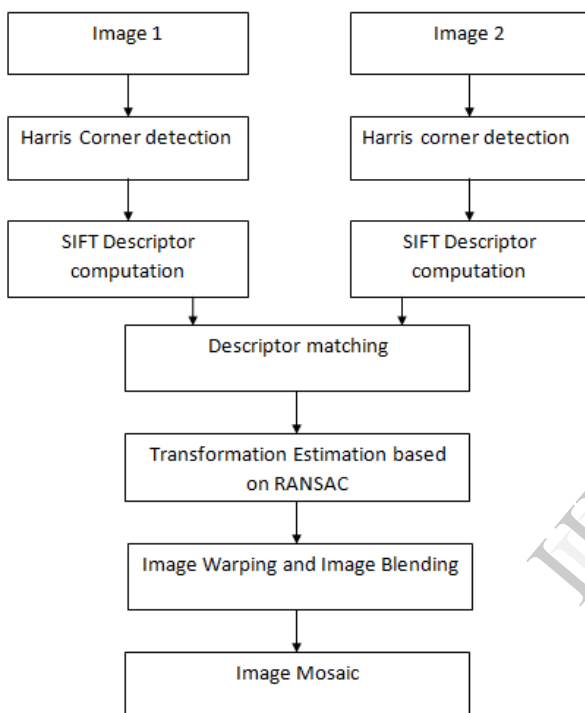 Image 1
Image 2
Harris Corner detection
Harris corner detection
SIFT Descriptor
computation
SIFT Descriptor
computation
Descriptor matching
Transformation Estimation based
on RANSAC
Image Warping and Image Blending
Image Mosaic